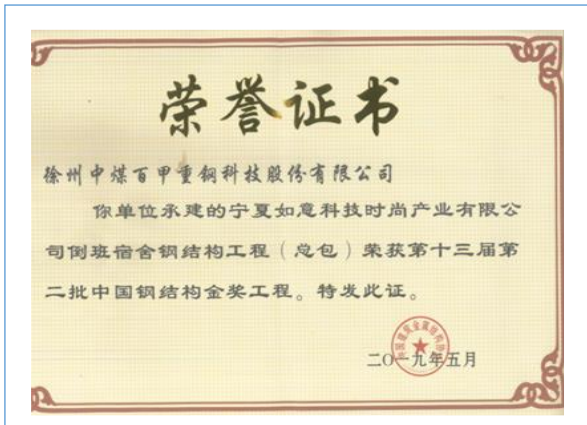 荣誉证书
徐州中煤百甲重钢科技股份有限公司
你单位承建的宁夏如意科技时尚产业有限公
司倒班宿舍钢结构工程（总包）荣获第十三届第
二批中国钢结构金奖工程。特发此证。
二〇一九年五月